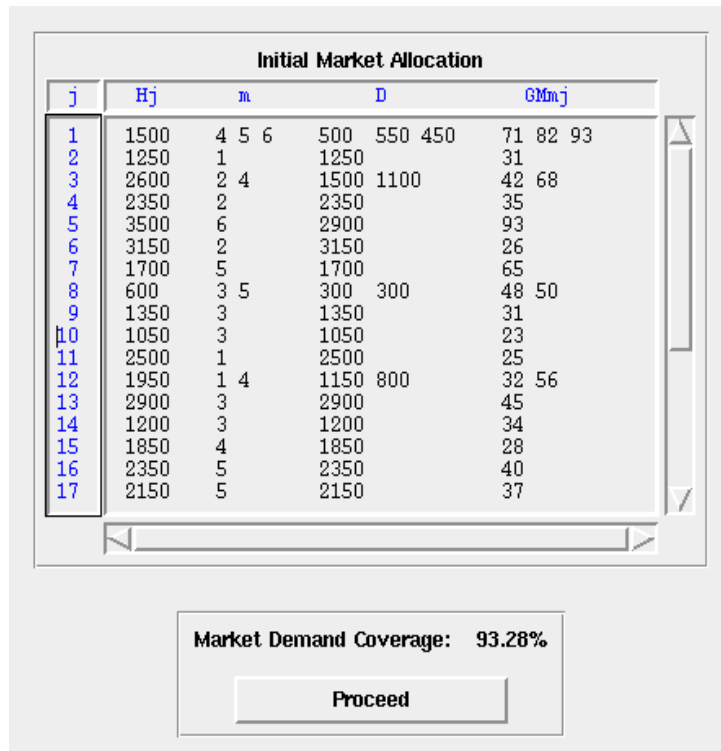 Initial Market Allocation
j Hj m D GMmj
1 1500 4 5 6 500 550 450 71 82 93
2 1250 1 1250 31
3 2600 2 4 1500 1100 42 68
4 2350 2 2350 35
5 3500 6 2900 93
6 3150 2 3150 26
7 1700 5 1700 65
8 600 3 5 300 300 48 50
9 1350 3 1350 31
10 1050 3 1050 23
11 2500 1 2500 25
12 1950 1 4 1150 800 32 56
13 2900 3 2900 45
14 1200 3 1200 34
15 1850 4 1850 28
16 2350 5 2350 40
17 2150 5 2150 37
Market Demand Coverage: 93.28%
Proceed